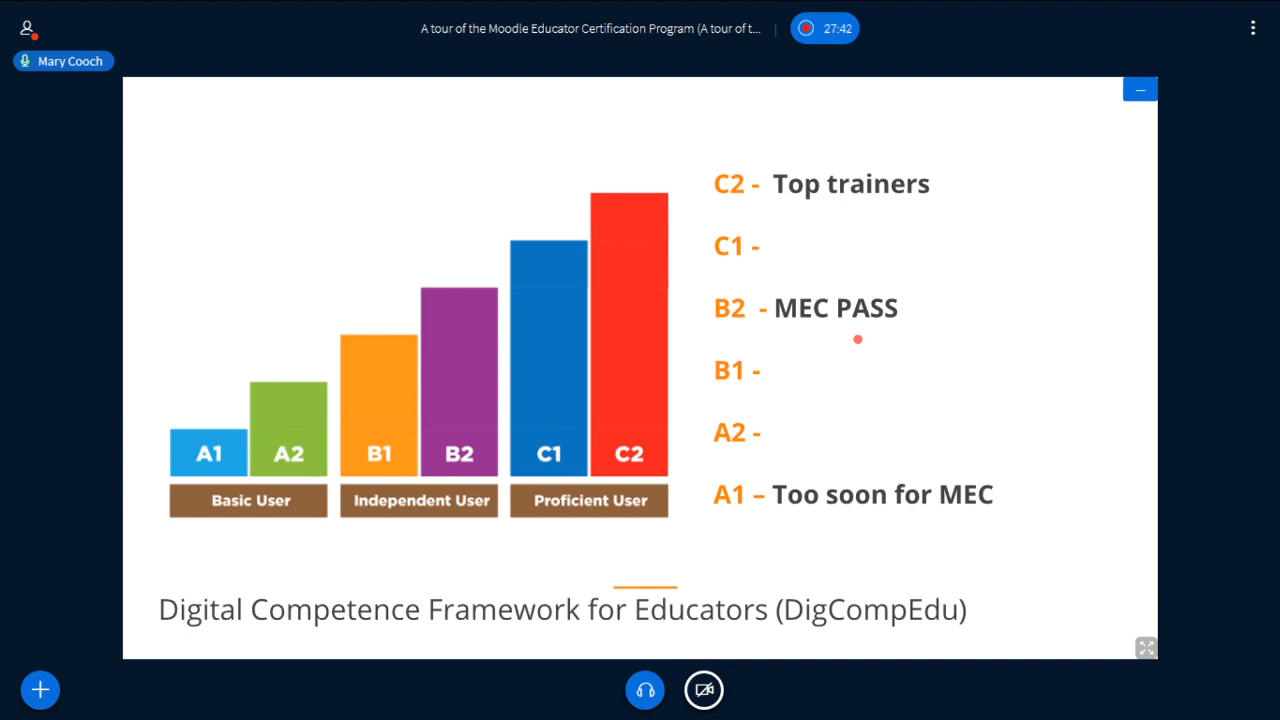 A tour of the Moodle Educator Certification Program (A tour of t...
27:42
Mary Cooch
C2 - Top trainers
C1 -
B2 - MEC PASS
B1 -
A2 -
A1 – Too soon for MEC
A1
A2
B1
B2
C1
C2
Basic User
Independent User
Proficient User
Digital Competence Framework for Educators (DigCompEdu)